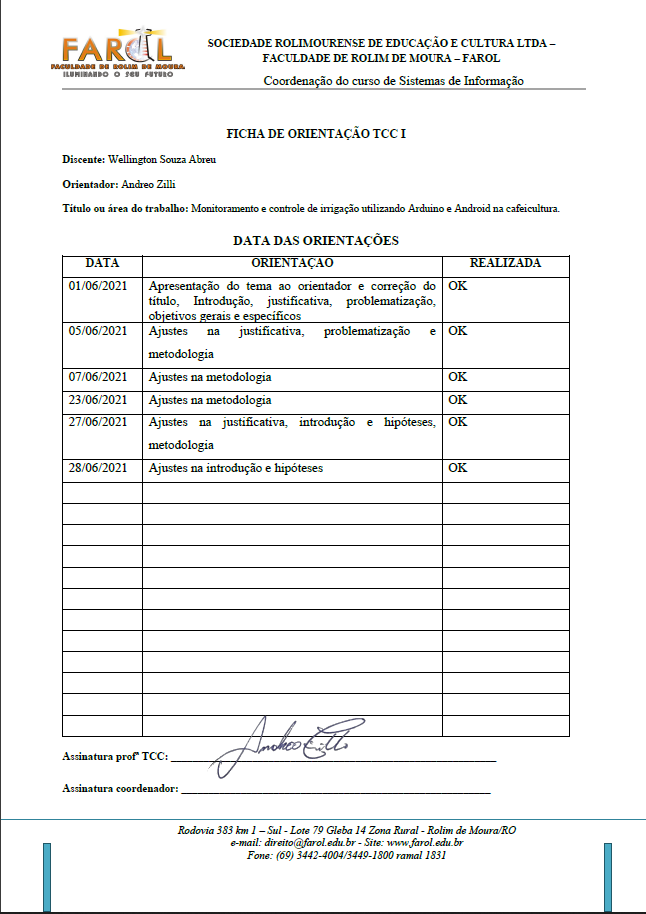 FAROL
FACULDADE DE ROLIM DE MOURA
ILUMINANDO O SEU FUTURO
SOCIEDADE ROLIMOURENSE DE EDUCAÇÃO E CULTURA LTDA –
FACULDADE DE ROLIM DE MOURA – FAROL
Coordenação do curso de Sistemas de Informação
FICHA DE ORIENTAÇÃO TCC I
Discente: Wellington Souza Abreu
Orientador: Andreo Zilli
Título ou área do trabalho: Monitoramento e controle de irrigação utilizando Arduino e Android na cafeicultura.
DATA DAS ORIENTAÇÕES
DATA ORIENTAÇÃO REALIZADA
01/06/2021 Apresentação do tema ao orientador e correção do OK
título, Introdução, justificativa, problematização,
objetivos gerais e específicos
05/06/2021 Ajustes na justificativa, problematização e OK
metodologia
07/06/2021 Ajustes na metodologia OK
23/06/2021 Ajustes na metodologia OK
27/06/2021 Ajustes na justificativa, introdução e hipóteses, OK
metodologia
28/06/2021 Ajustes na introdução e hipóteses OK
Andreo Zilli
Assinatura profº TCC:
Assinatura coordenador:
Rodovia 383 km 1 – Sul - Lote 79 Gleba 14 Zona Rural - Rolim de Moura/RO
e-mail: direito@farol.edu.br - Site: www.farol.edu.br
Fone: (69) 3442-4004/3449-1800 ramal 1831